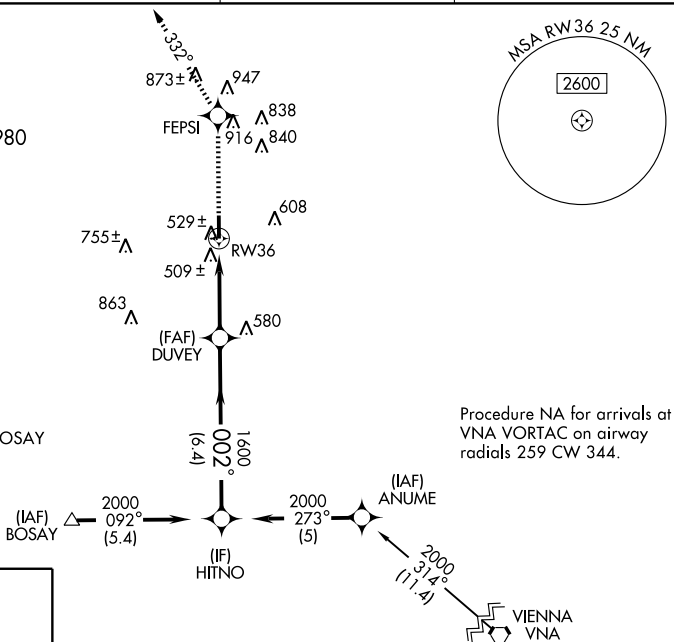 MSA RW36 25 NM
2600
332°
873±
947
838
FEPSI
916
840
980
608
529±
755±
RW36
509±
863
580
(FAF)
DUVEY
Procedure NA for arrivals at
VNA VORTAC on airway
radials 259 CW 344.
OSAY
1600
002°
(6.4)
(IAF)
ANUME
2000
092°
(5.4)
2000
273°
(5)
(IAF)
BOSAY
(IF)
HITNO
2000
314°
(11.4)
VIENNA
VNA